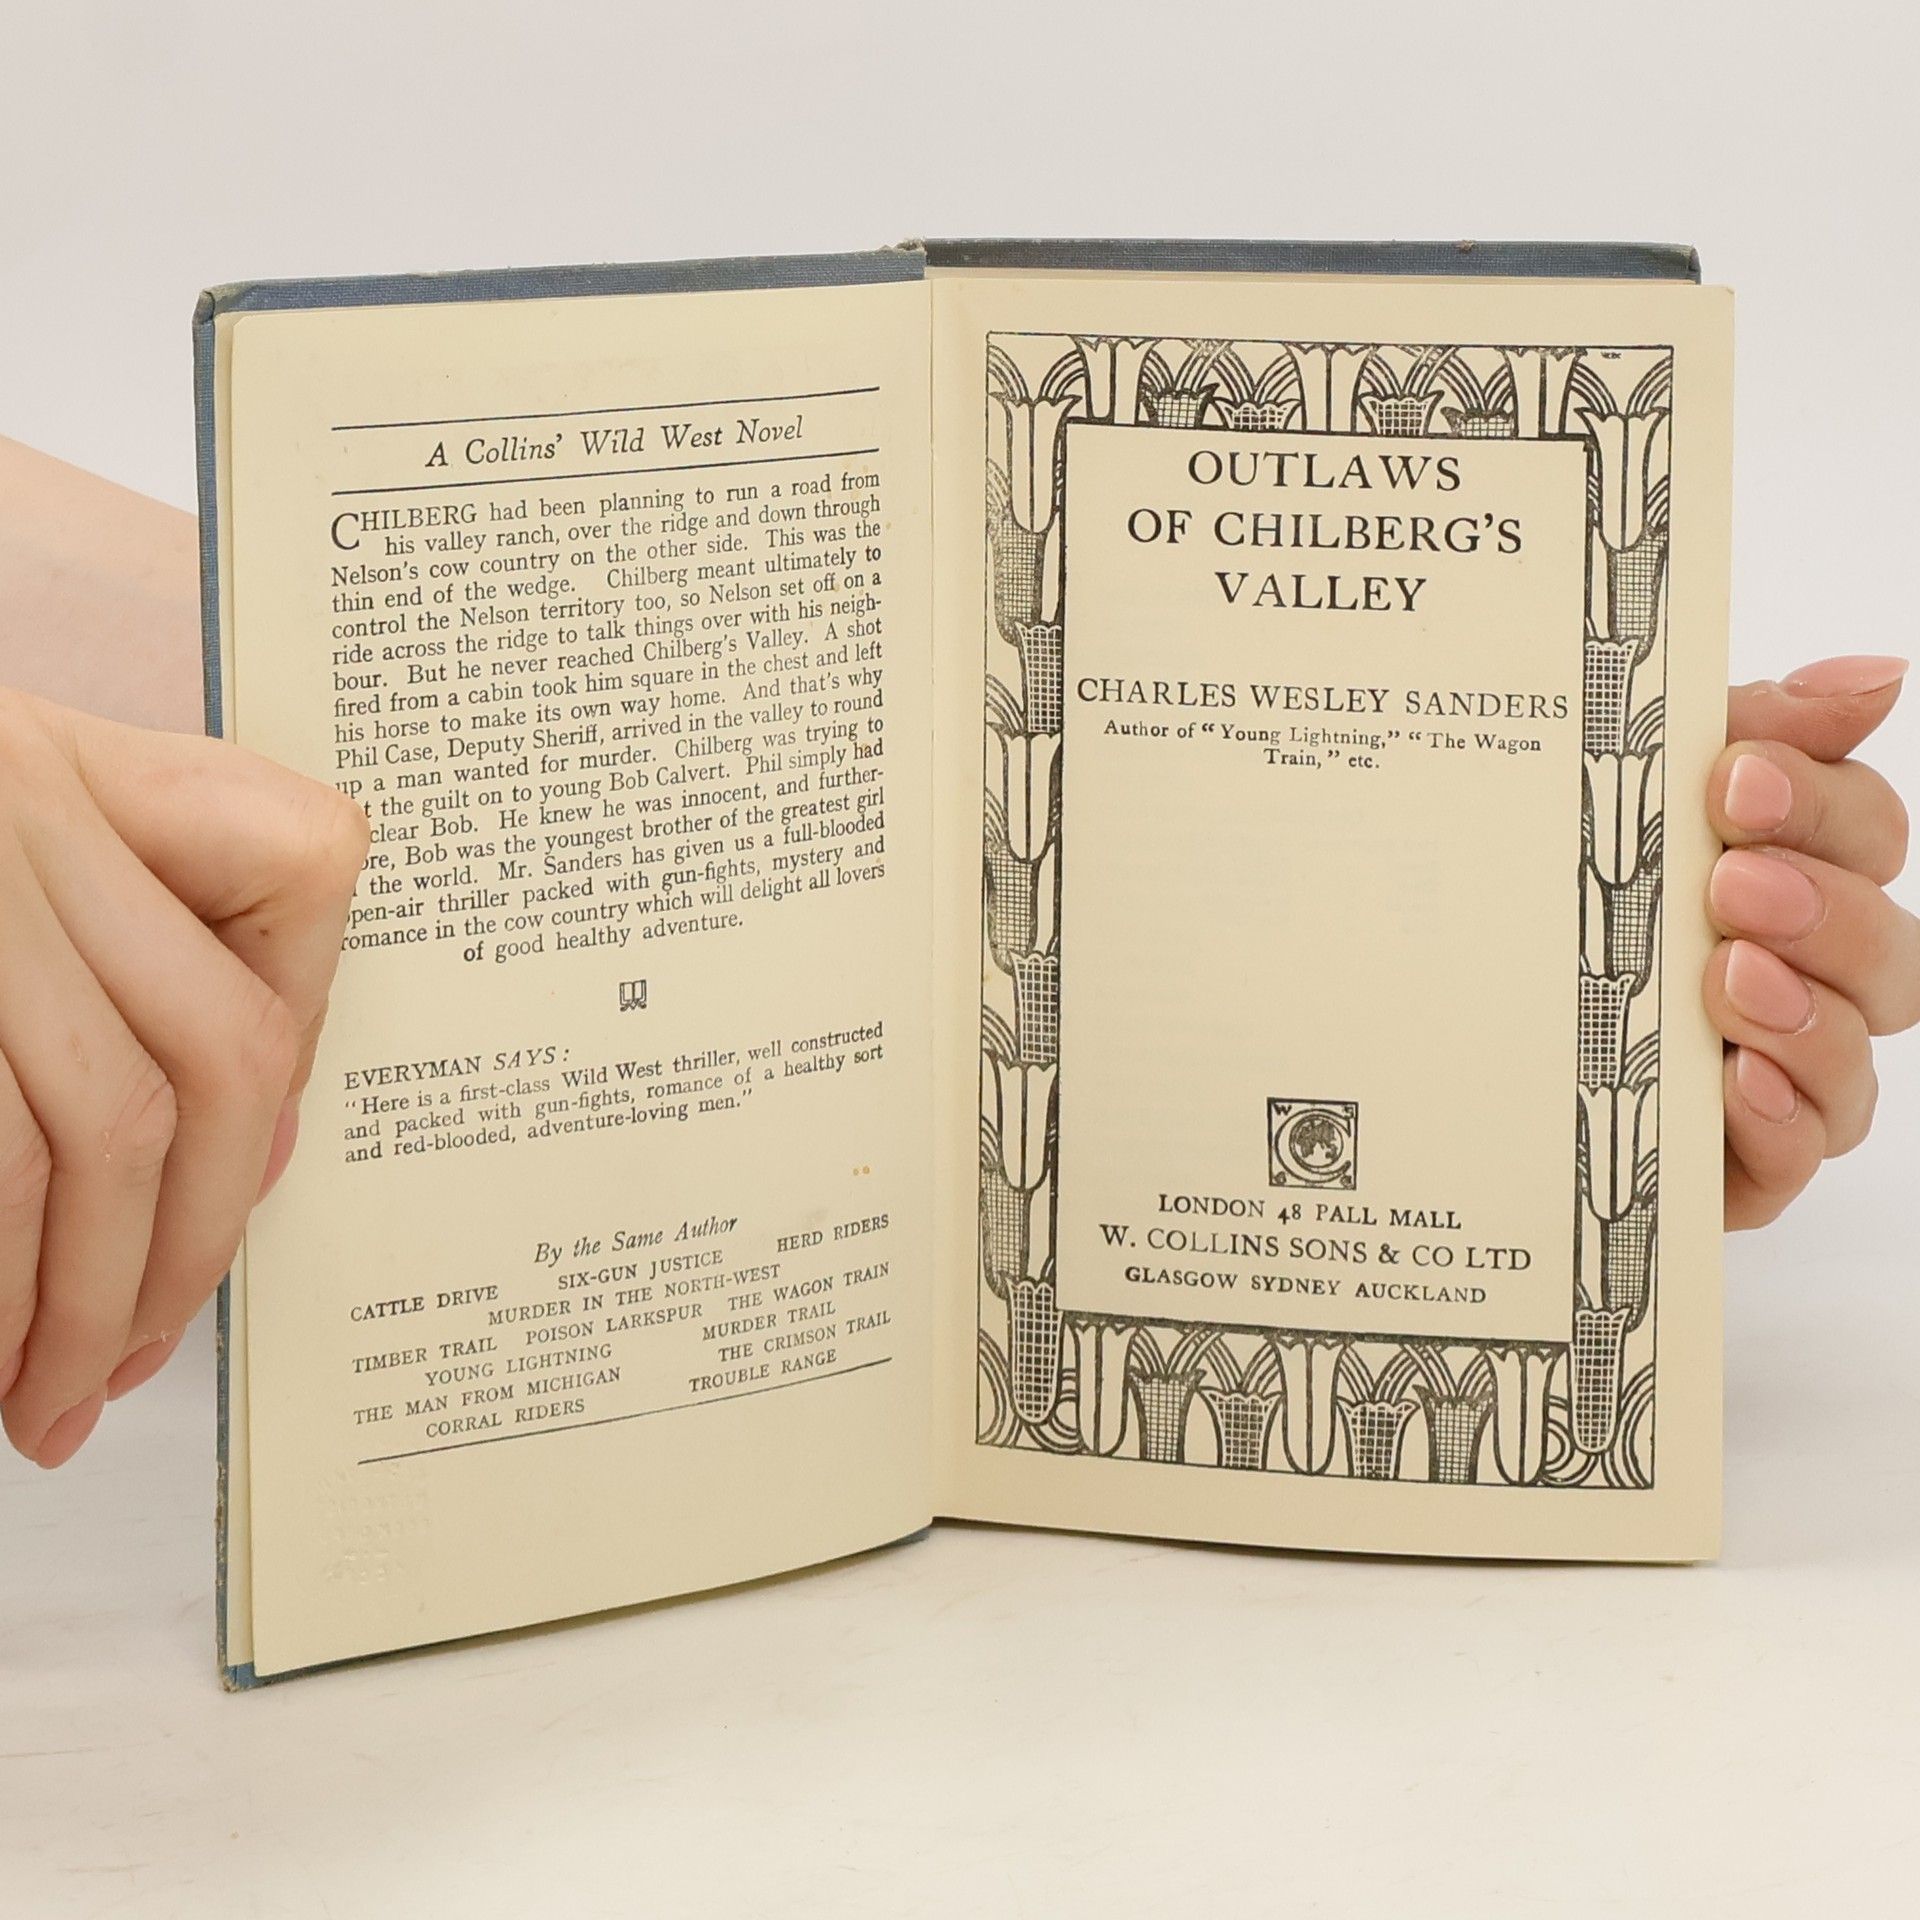 A Collins' Wild West Novel
CHILBERG had been planning to run a road from
his valley ranch, over the ridge and down through
Nelson's cow country on the other side. This was the
thin end of the wedge. Chilberg meant ultimately to
control the Nelson territory too, so Nelson set off on a
ride across the ridge to talk things over with his neigh-
bour. But he never reached Chilberg's Valley. A shot
fired from a cabin took him square in the chest and left
his horse to make its own way home. And that's why
Phil Case, Deputy Sheriff, arrived in the valley to round
up a man wanted for murder. Chilberg was trying to
the guilt on to young Bob Calvert. Phil simply had
clear Bob. He knew he was innocent, and further-
ore, Bob was the youngest brother of the greatest girl
the world. Mr. Sanders has given us a full-blooded
open-air thriller packed with gun-fights, mystery and
romance in the cow country which will delight all lovers
of good healthy adventure.
EVERYMAN SAYS:
"Here is a first-class Wild West thriller, well constructed
and packed with gun-fights, romance of a healthy sort
and red-blooded, adventure-loving men."
By the Same Author
CATTLE DRIVE SIX-GUN JUSTICE HERD RIDERS
MURDER IN THE NORTH-WEST
TIMBER TRAIL POISON LARKSPUR THE WAGON TRAIN
YOUNG LIGHTNING MURDER TRAIL
THE MAN FROM MICHIGAN THE CRIMSON TRAIL
CORRAL RIDERS TROUBLE RANGE
OUTLAWS
OF CHILBERG'S
VALLEY
CHARLES WESLEY SANDERS
Author of "Young Lightning," "The Wagon
Train," etc.
LONDON 48 PALL MALL
W. COLLINS SONS & CO LTD
GLASGOW SYDNEY AUCKLAND